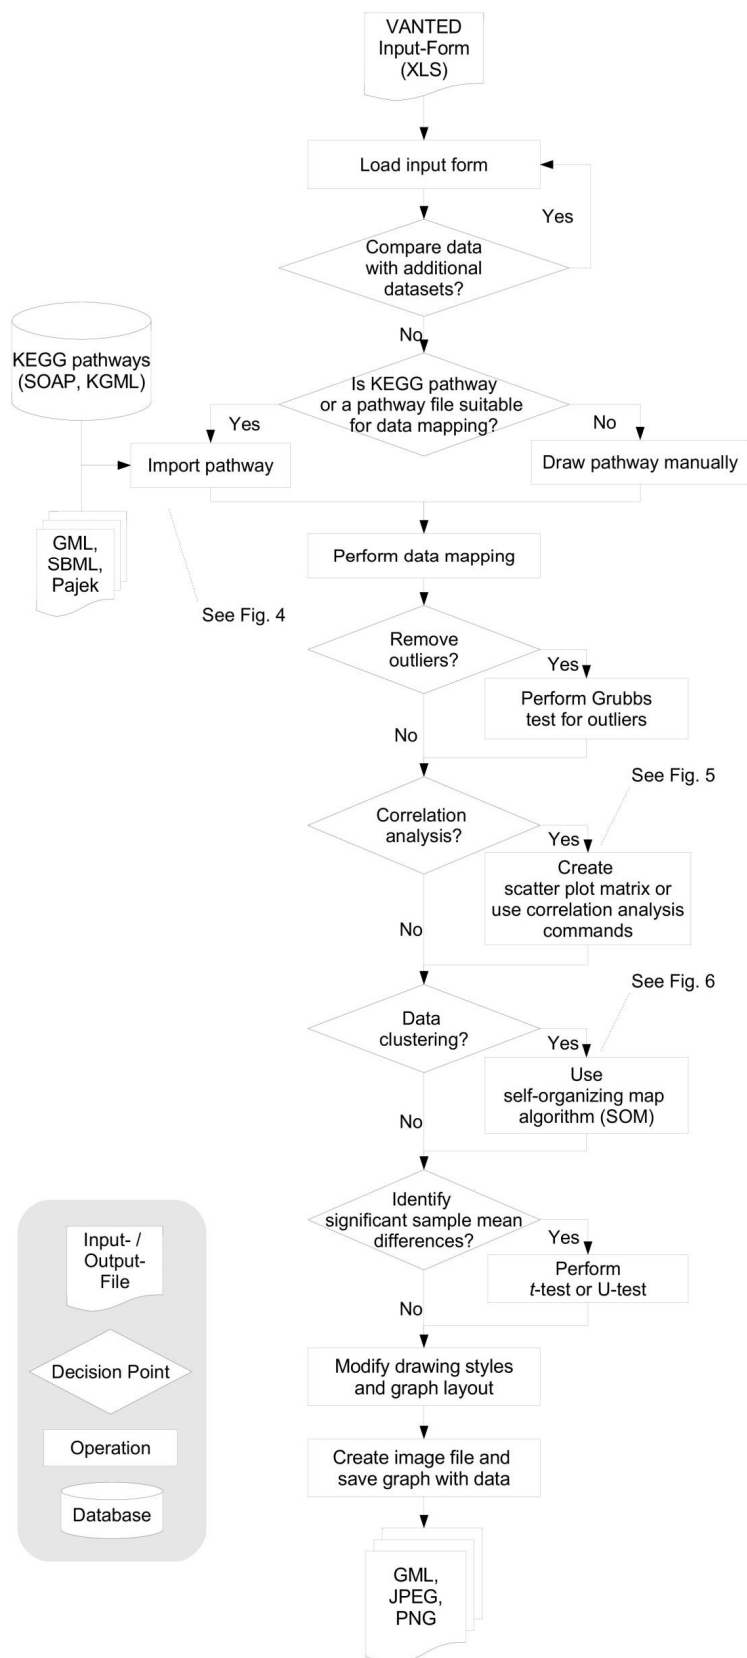 VANTED
Input-Form
(XLS)
Load input form
Yes
Compare data
with additional
datasets?
No
KEGG pathways
(SOAP, KGML)
Is KEGG pathway
or a pathway file suitable
for data mapping?
Yes
No
Import pathway
Draw pathway manually
GML,
SBML,
Pajek
See Fig. 4
Perform data mapping
Remove
outliers?
Yes
Perform Grubbs
test for outliers
No
See Fig. 5
Correlation
analysis?
Yes
Create
scatter plot matrix or
use correlation analysis
commands
No
See Fig. 6
Data
clustering?
Yes
Use
self-organizing map
algorithm (SOM)
No
Identify
significant sample mean
differences?
Yes
Perform
t-test or U-test
No
Modify drawing styles
and graph layout
Create image file and
save graph with data
GML,
JPEG,
PNG
Input- /
Output-
File
Decision Point
Operation
Database